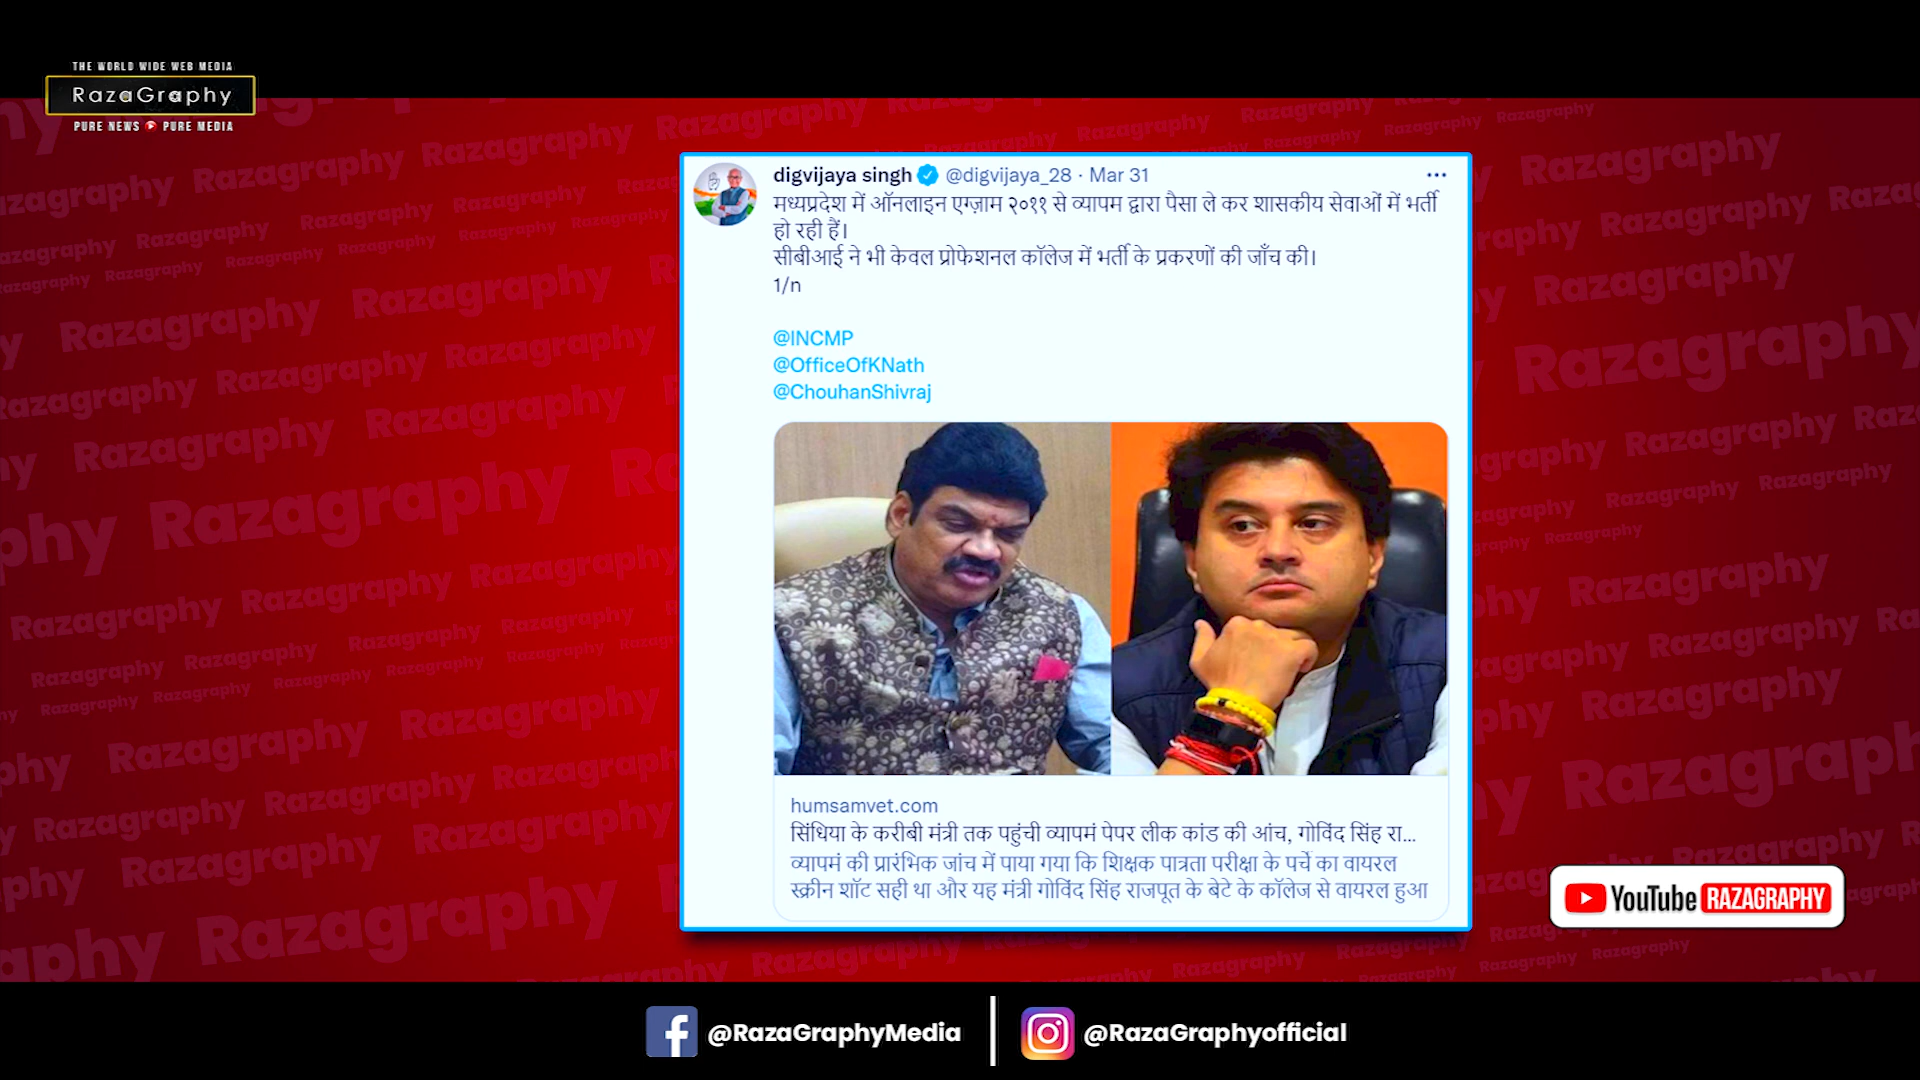 THE WORLD WIDE WEB MEDIA
RazaGraphy
PURE NEWS PURE MEDIA
digvijaya singh @digvijaya_28 · Mar 31
मध्यप्रदेश में ऑनलाइन एग्ज़ाम २०११ से व्यापम द्वारा पैसा ले कर शासकीय सेवाओं में भर्ती
हो रही हैं।
सीबीआई ने भी केवल प्रोफेशनल कॉलेज में भर्ती के प्रकरणों की जाँच की।
1/n
@INCMP
@OfficeOfKNath
@ChouhanShivraj
humsamvet.com
सिंधिया के करीबी मंत्री तक पहुंची व्यापमं पेपर लीक कांड की आंच, गोविंद सिंह रा...
व्यापमं की प्रारंभिक जांच में पाया गया कि शिक्षक पात्रता परीक्षा के पर्चे का वायरल
स्क्रीन शॉट सही था और यह मंत्री गोविंद सिंह राजपूत के बेटे के कॉलेज से वायरल हुआ
YouTube RAZAGRAPHY
@RazaGraphyMedia
@RazaGraphyofficial